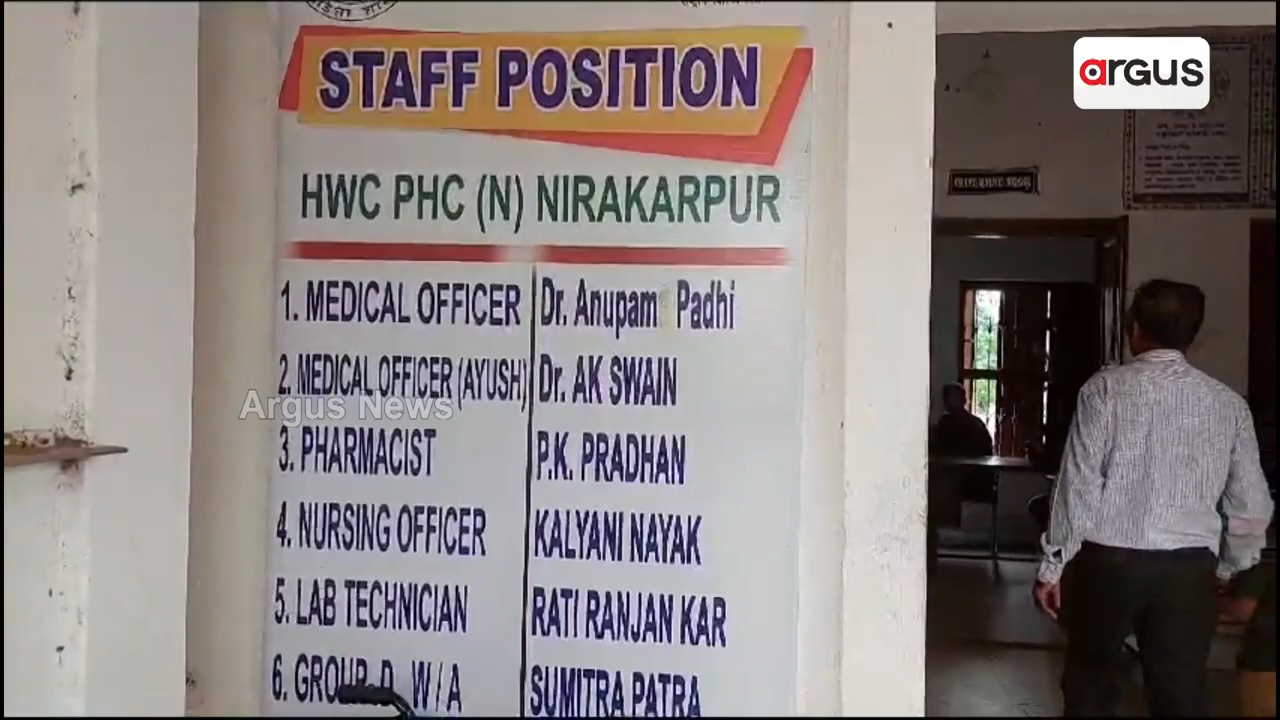 STAFF POSITION
HWC PHC (N) NIRAKARPUR
1. MEDICAL OFFICER Dr. Anupam Padhi
2. MEDICAL OFFICER (AYUSH) Dr. AK SWAIN
3. PHARMACIST P.K. PRADHAN
4. NURSING OFFICER KALYANI NAYAK
5. LAB TECHNICIAN RATI RANJAN KAR
6. GROUP-D W/A SUMITRA PATRA
argus
Argus News